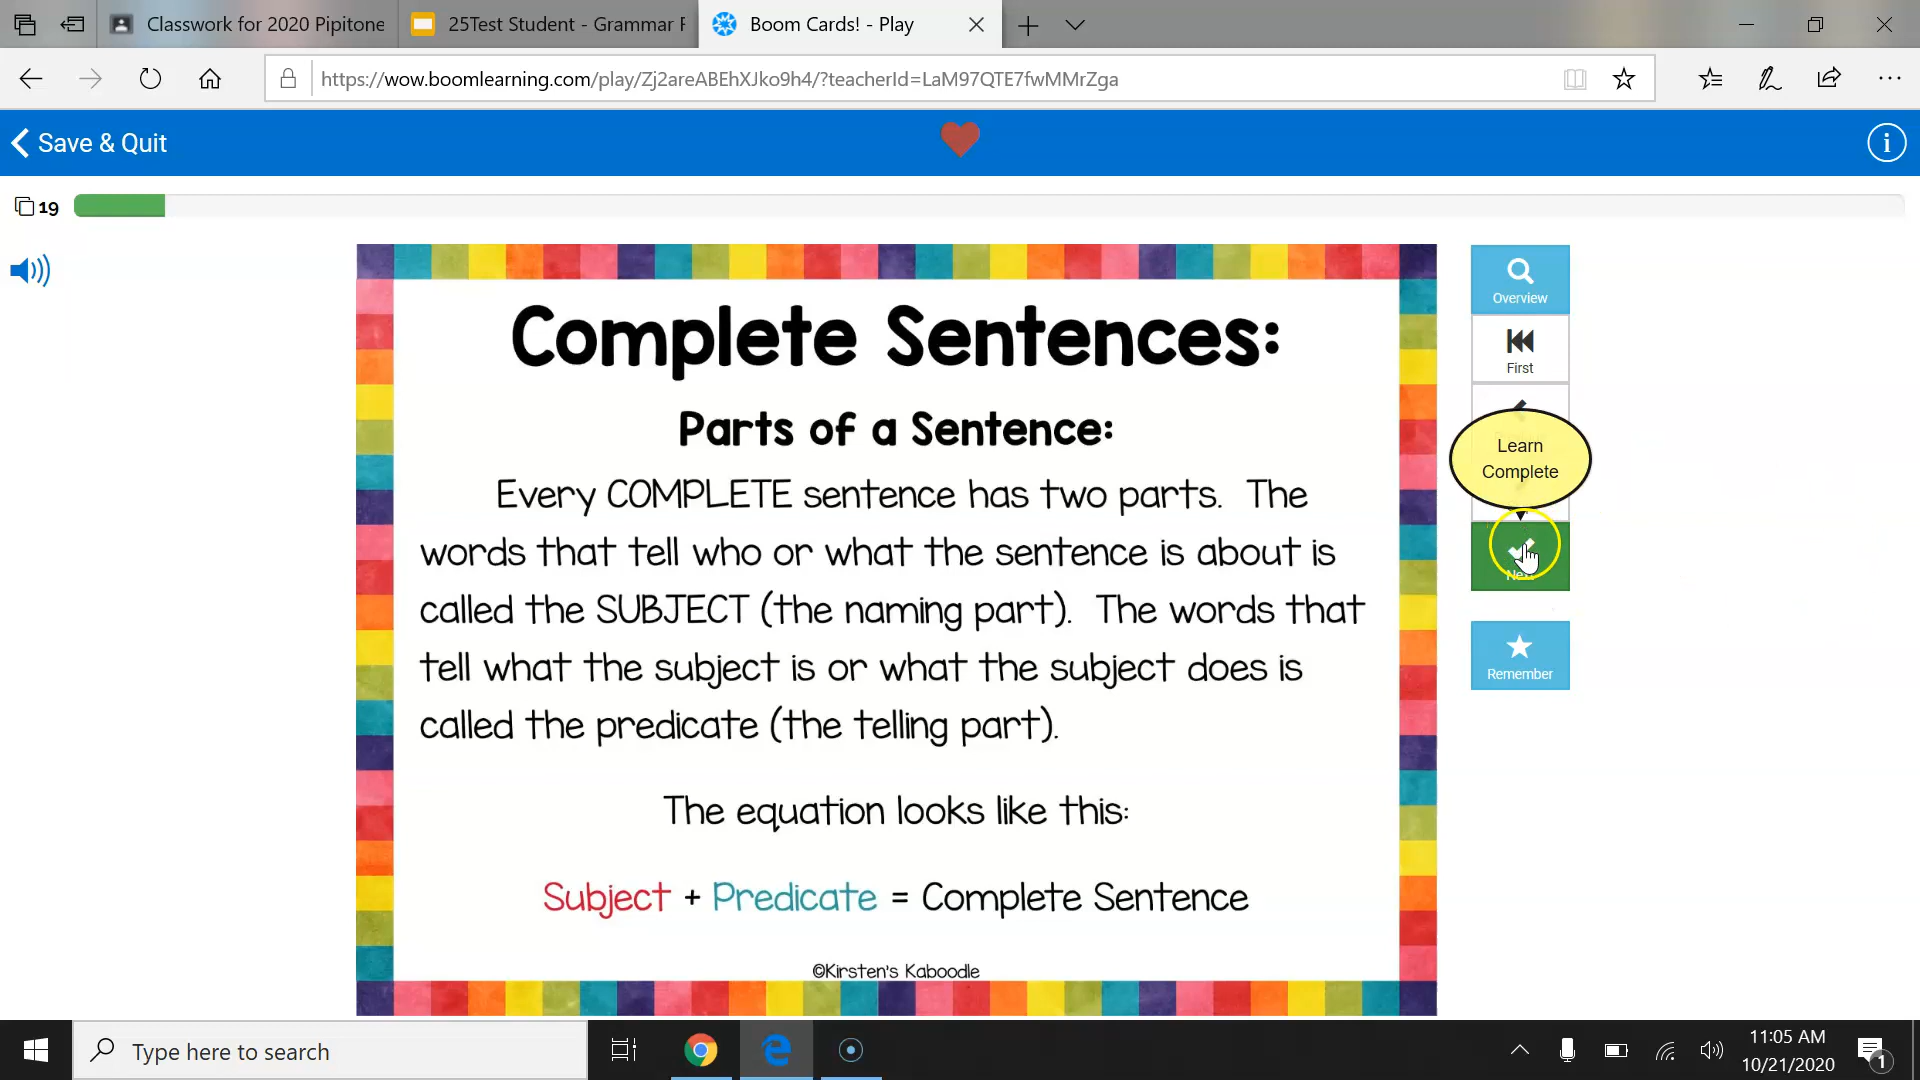 Classwork for 2020 Pipitone
25Test Student - Grammar F
Boom Cards! - Play
https://wow.boomlearning.com/play/Zj2areABEhXJko9h4/?teacherId=LaM97QTE7fwMMrZga
Save & Quit
19
Complete Sentences:
Parts of a Sentence:
Every COMPLETE sentence has two parts. The
words that tell who or what the sentence is about is
called the SUBJECT (the naming part). The words that
tell what the subject is or what the subject does is
called the predicate (the telling part).
The equation looks like this:
Subject + Predicate = Complete Sentence
©Kirsten's Kaboodle
Overview
First
Learn
Complete
Next
Remember
Type here to search
11:05 AM
10/21/2020
1